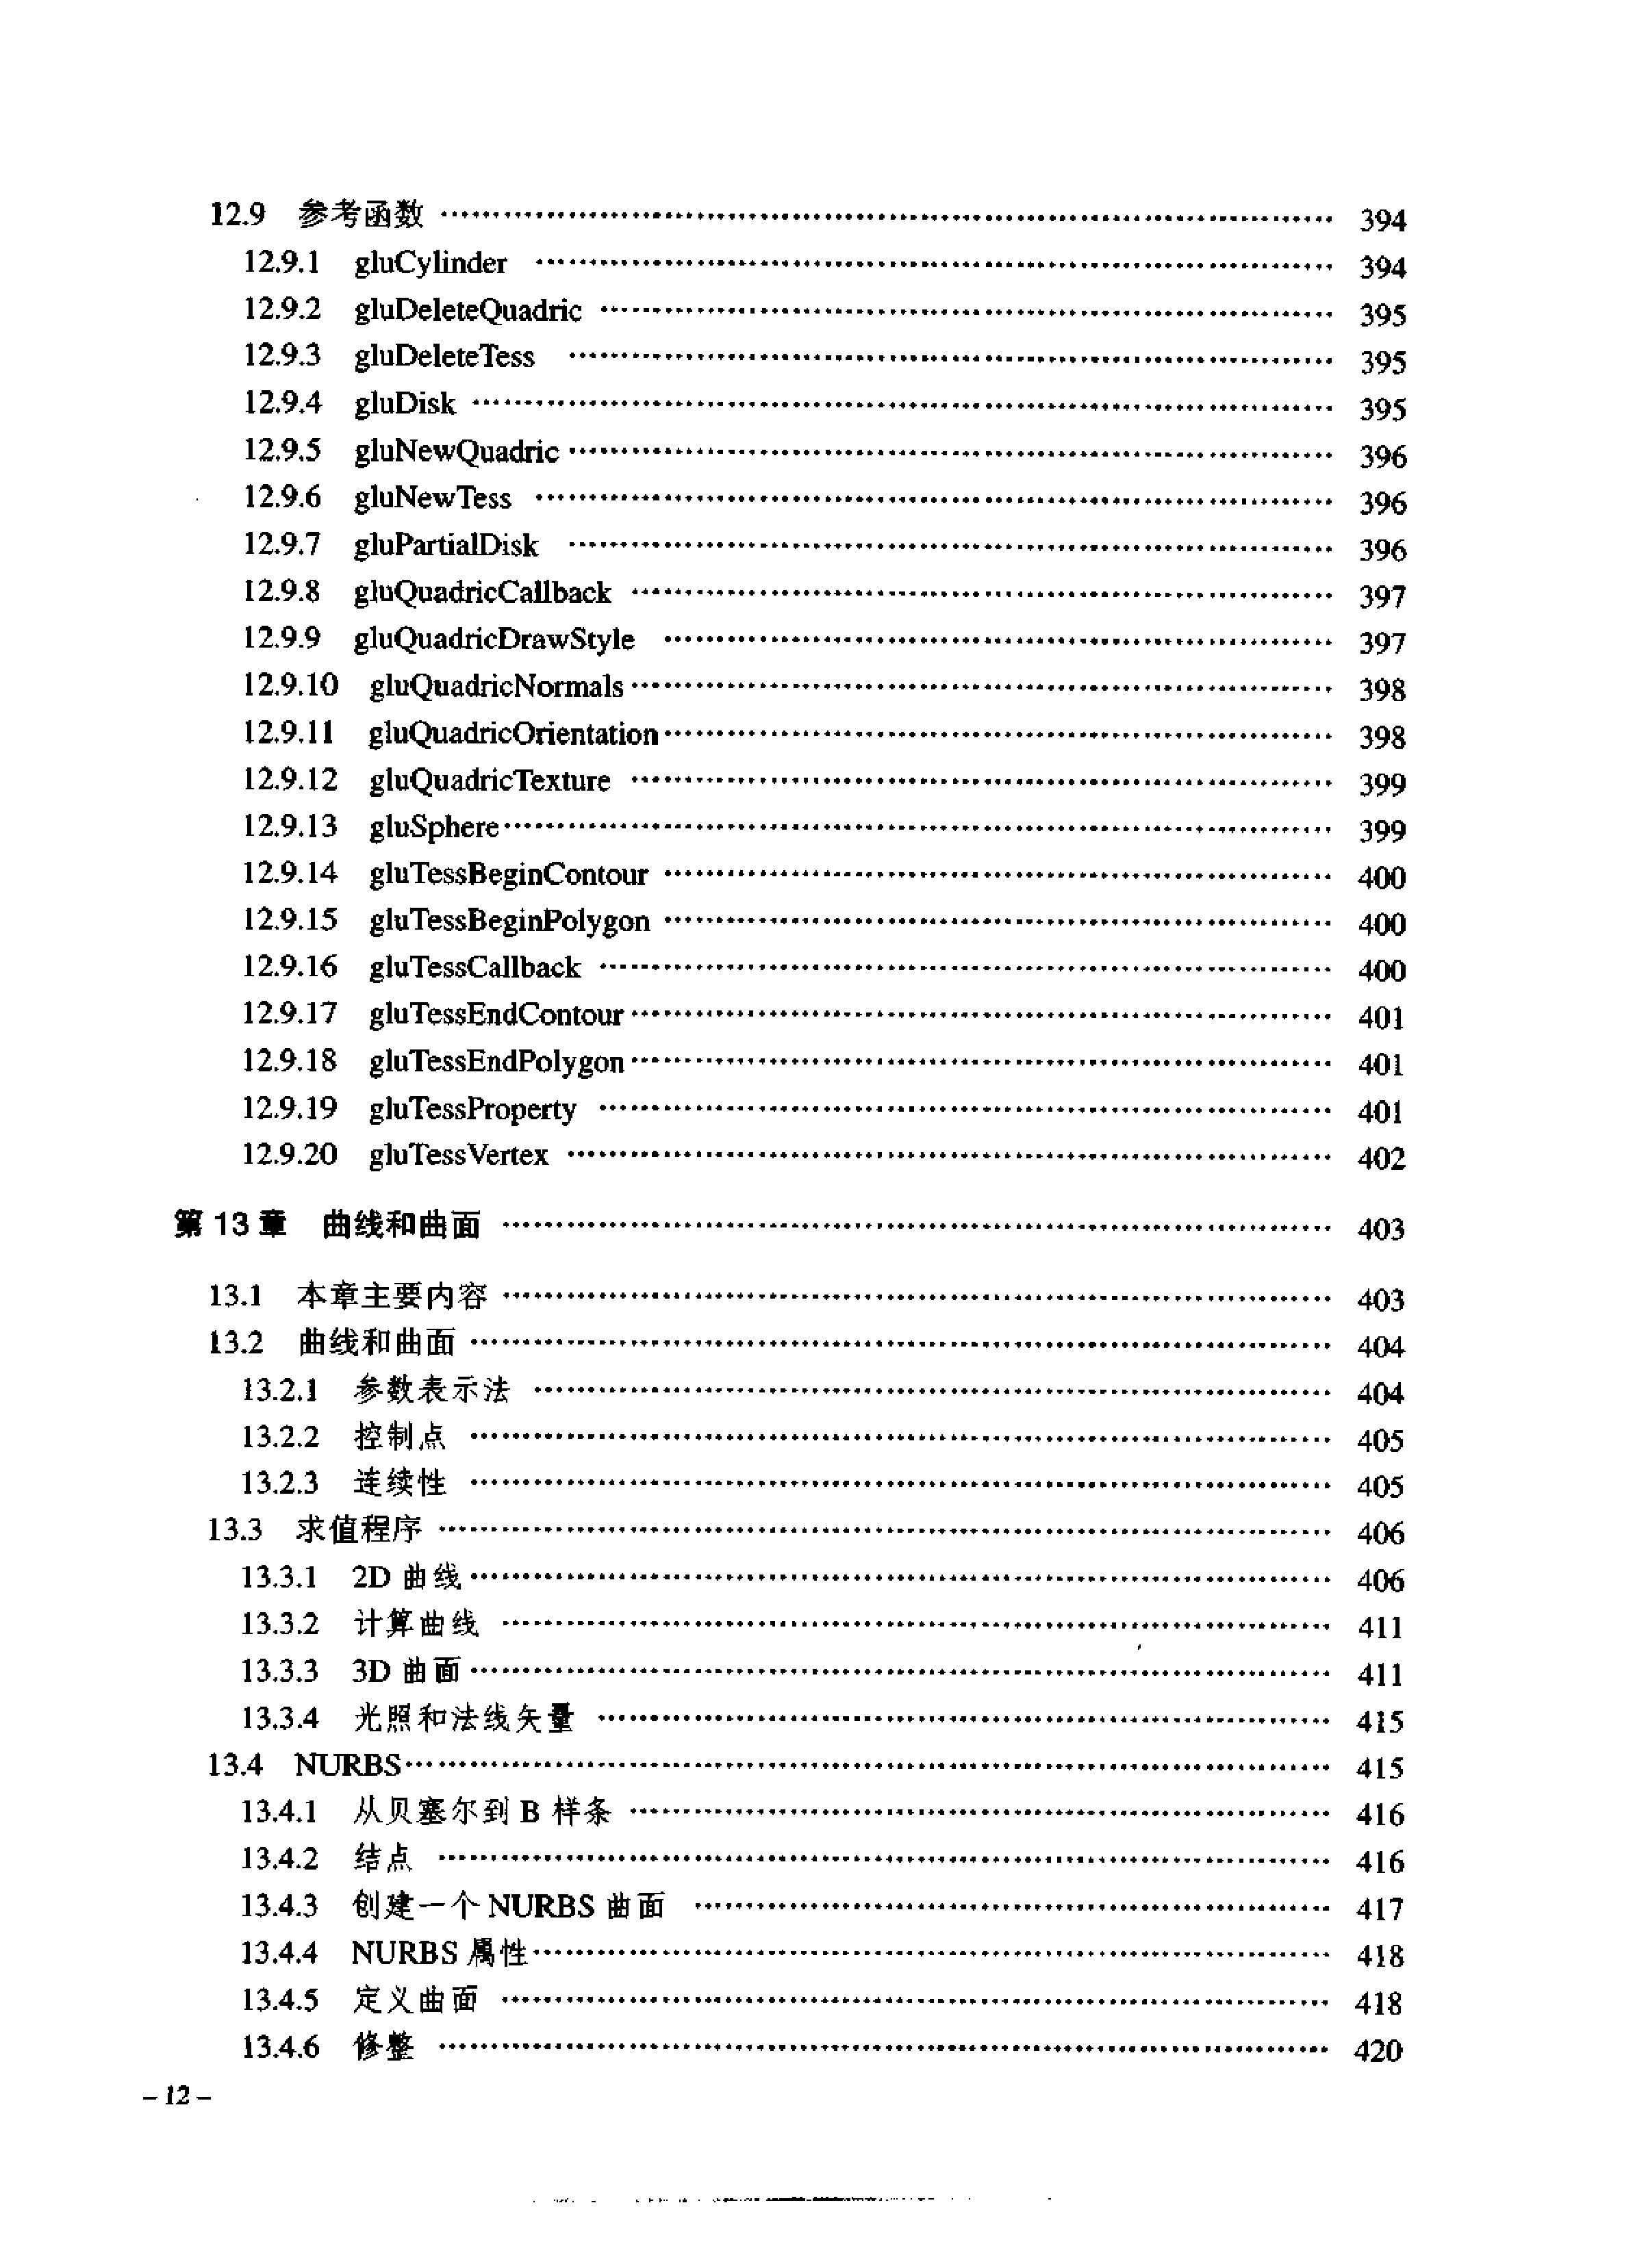 12.9 参考函数 ………… 394
12.9.1 gluCylinder ………… 394
12.9.2 gluDeleteQuadric ………… 395
12.9.3 gluDeleteTess ………… 395
12.9.4 gluDisk ………… 395
12.9.5 gluNewQuadric ………… 396
12.9.6 gluNewTess ………… 396
12.9.7 gluPartialDisk ………… 396
12.9.8 gluQuadricCallback ………… 397
12.9.9 gluQuadricDrawStyle ………… 397
12.9.10 gluQuadricNormals ………… 398
12.9.11 gluQuadricOrientation ………… 398
12.9.12 gluQuadricTexture ………… 399
12.9.13 gluSphere ………… 399
12.9.14 gluTessBeginContour ………… 400
12.9.15 gluTessBeginPolygon ………… 400
12.9.16 gluTessCallback ………… 400
12.9.17 gluTessEndContour ………… 401
12.9.18 gluTessEndPolygon ………… 401
12.9.19 gluTessProperty ………… 401
12.9.20 gluTessVertex ………… 402
第 13 章 曲线和曲面 ………… 403
13.1 本章主要内容 ………… 403
13.2 曲线和曲面 ………… 404
13.2.1 参数表示法 ………… 404
13.2.2 控制点 ………… 405
13.2.3 连续性 ………… 405
13.3 求值程序 ………… 406
13.3.1 2D 曲线 ………… 406
13.3.2 计算曲线 ………… 411
13.3.3 3D 曲面 ………… 411
13.3.4 光照和法线矢量 ………… 415
13.4 NURBS ………… 415
13.4.1 从贝塞尔到 B 样条 ………… 416
13.4.2 结点 ………… 416
13.4.3 创建一个 NURBS 曲面 ………… 417
13.4.4 NURBS 属性 ………… 418
13.4.5 定义曲面 ………… 418
13.4.6 修整 ………… 420
– 12 –